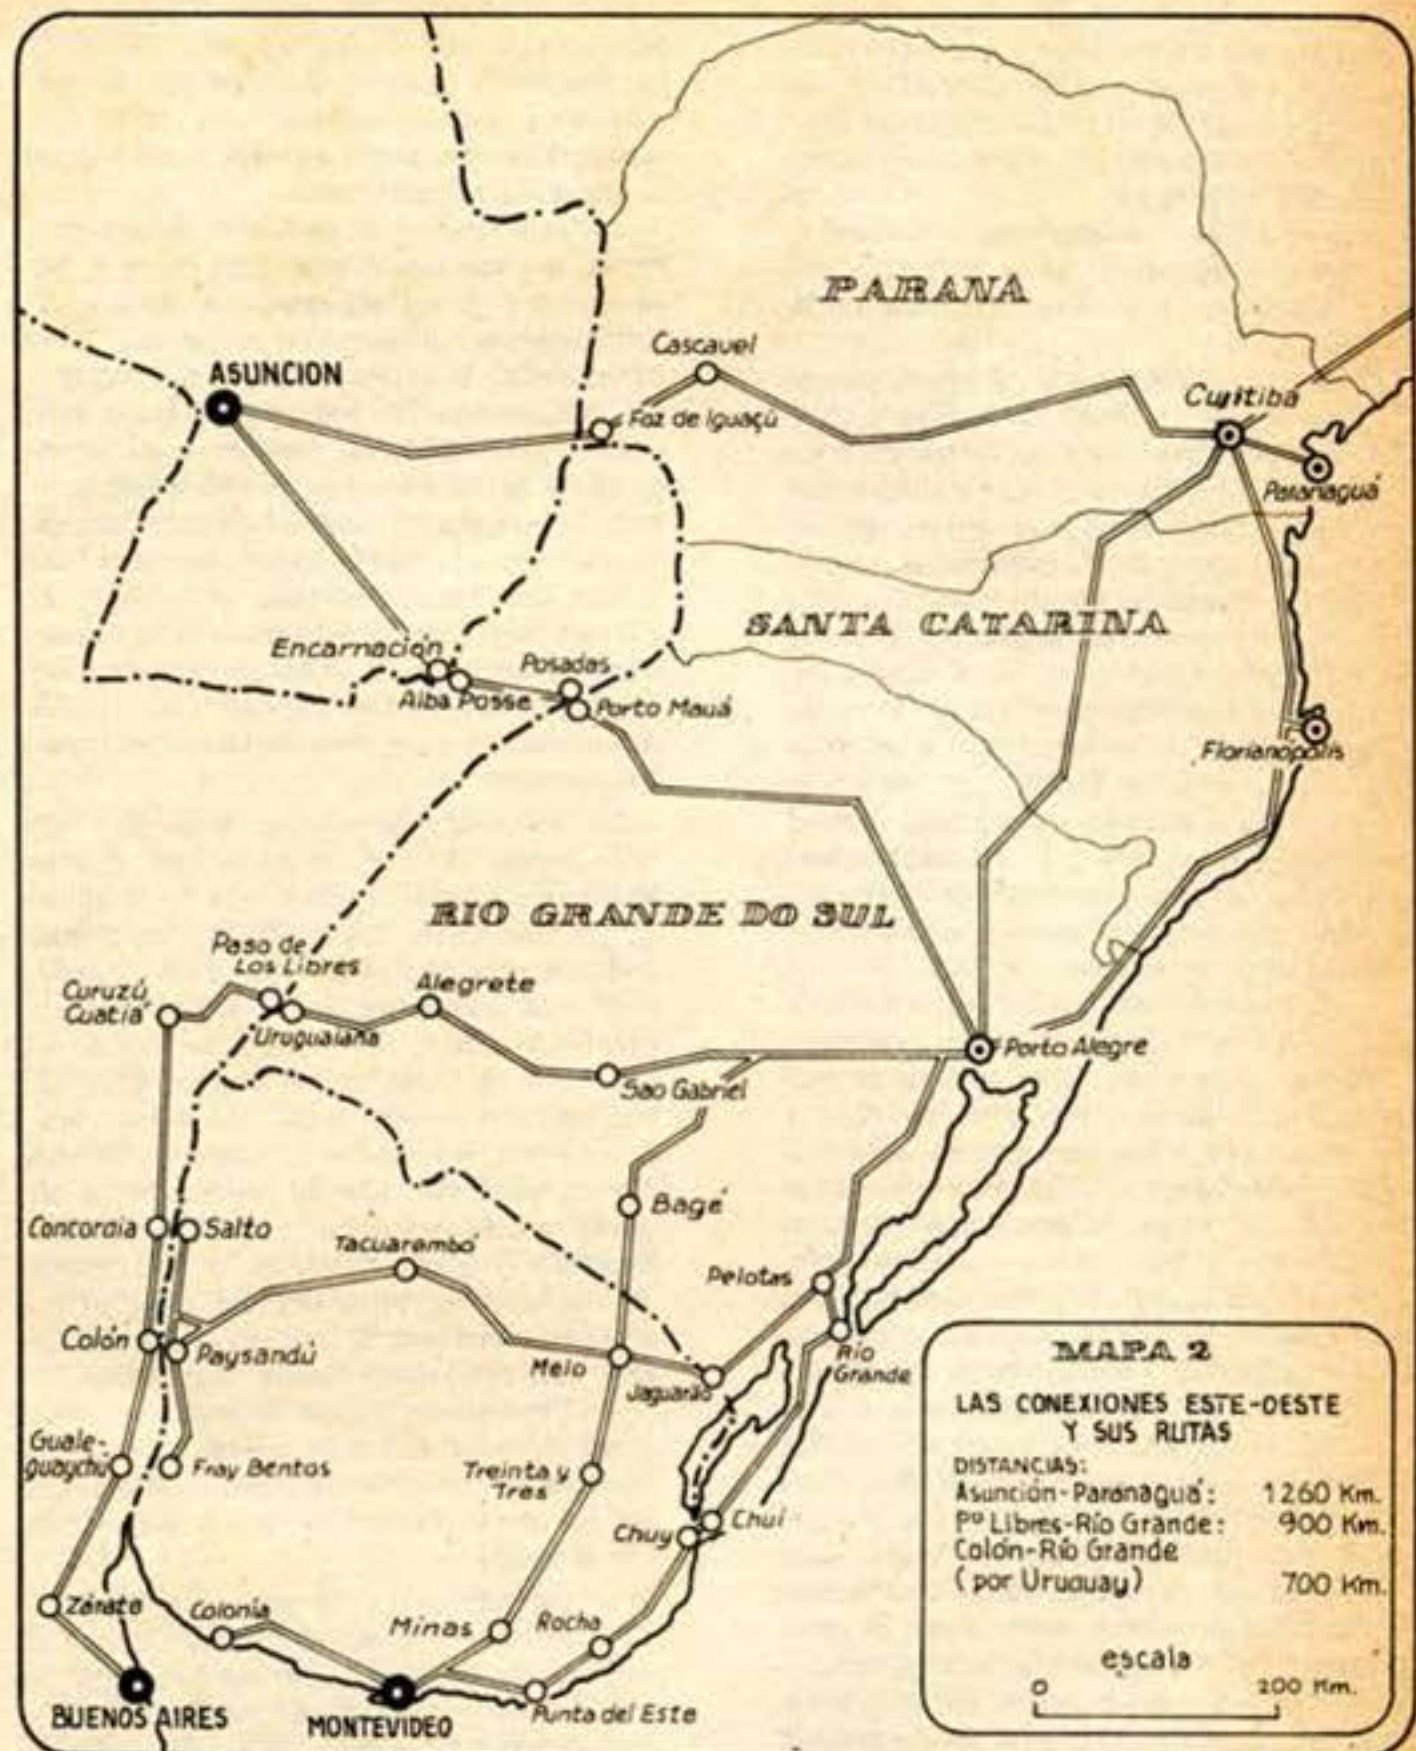 PARANA
Cascavel
ASUNCION
Curitiba
Foz de Iguaçú
Paranaguá
SANTA CATARINA
Encarnación
Posadas
Alba Posse
Porto Mauá
Florianopolis
RIO GRANDE DO SUL
Paso de
Los Libres
Curuzú
Cuatiá
Alegrete
Uruguaiana
Porto Alegre
Sao Gabriel
Bagé
Concordia
Salto
Tacuarembó
Pelotas
Colón
Paysandú
Melo
Jaguarão
Río
Grande
Guale-
guaychú
Fray Bentos
Treinta y
Tres
Chuy
Chuí
Zárate
Colonia
Minas
Rocha
BUENOS AIRES
MONTEVIDEO
Punta del Este
MAPA 2
LAS CONEXIONES ESTE-OESTE
Y SUS RUTAS
DISTANCIAS:
Asunción-Paranaguá: 1260 Km.
Pº Libres-Río Grande: 900 Km.
Colón-Río Grande
(por Uruguay) 700 Km.
escala
0 200 Km.